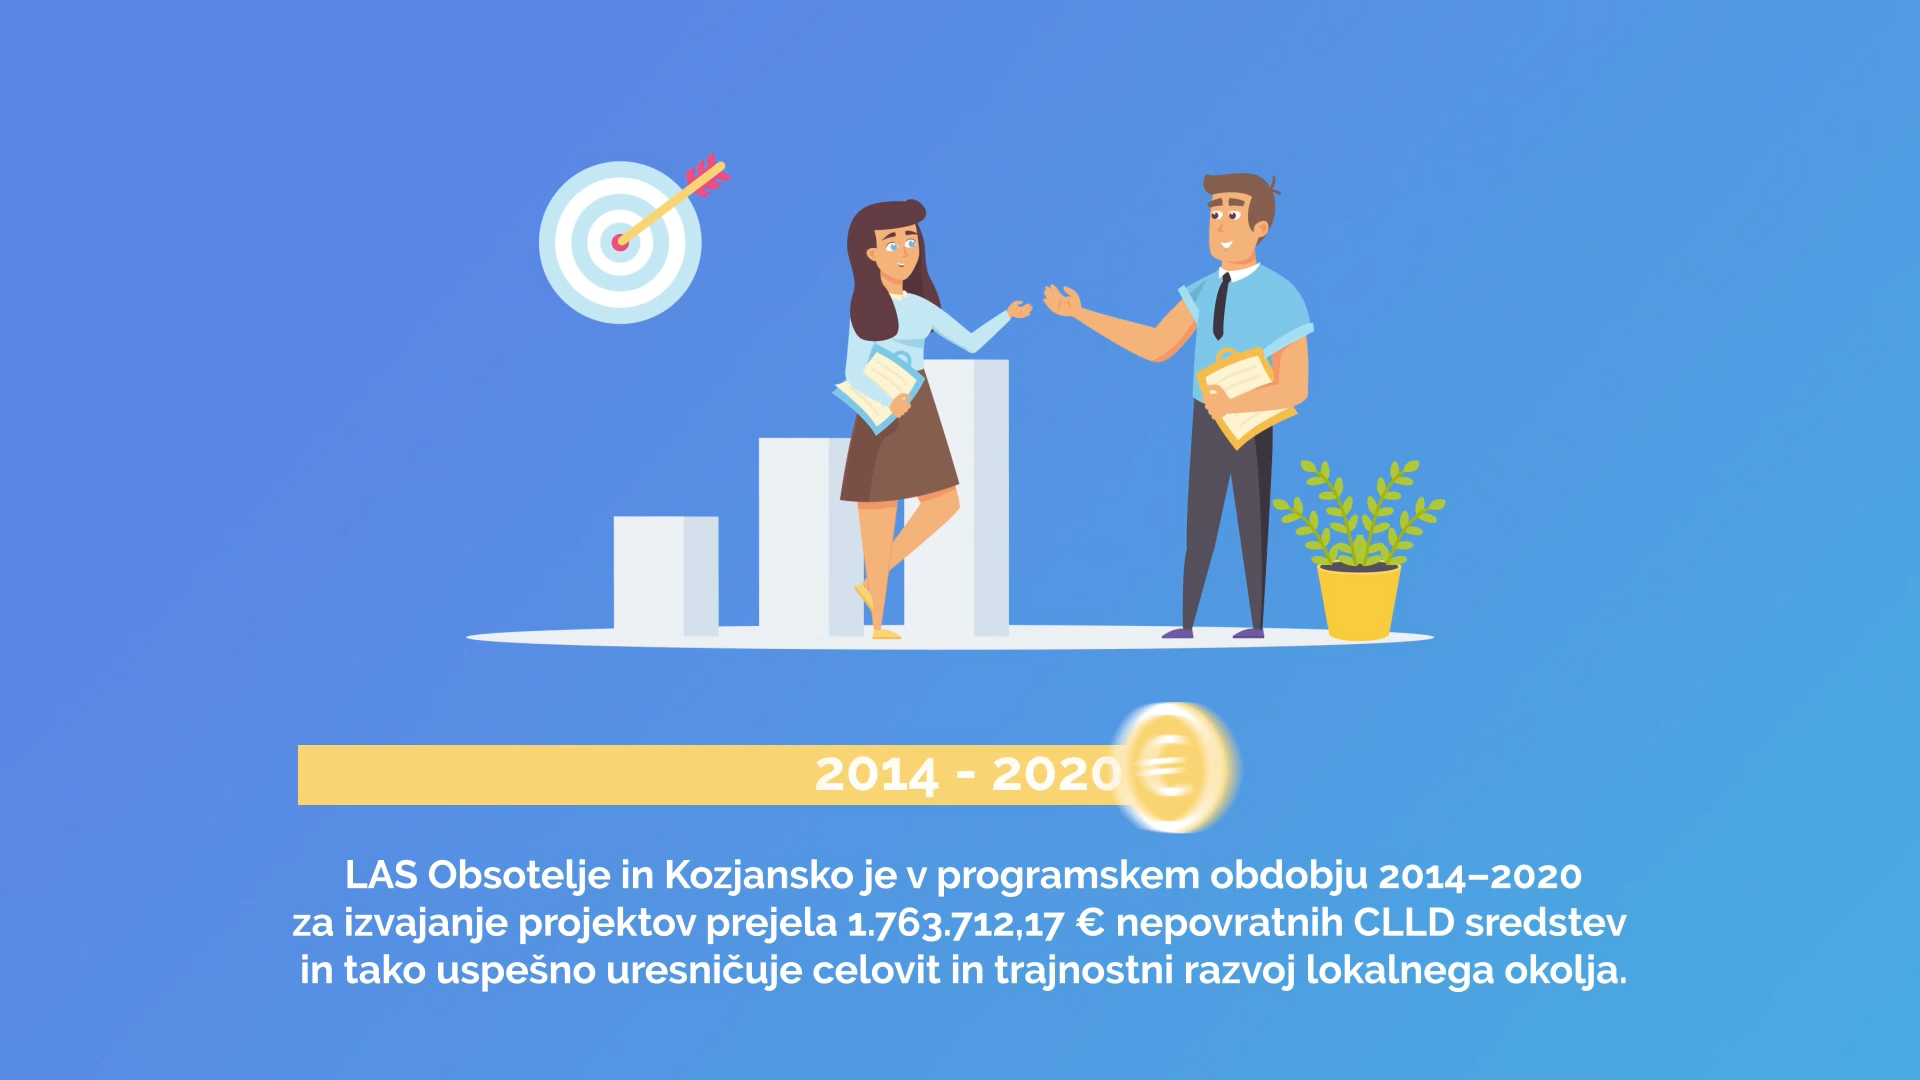 2014 - 2020 €
LAS Obsotelje in Kozjansko je v programskem obdobju 2014–2020
za izvajanje projektov prejela 1.763.712,17 € nepovratnih CLLD sredstev
in tako uspešno uresničuje celovit in trajnostni razvoj lokalnega okolja.